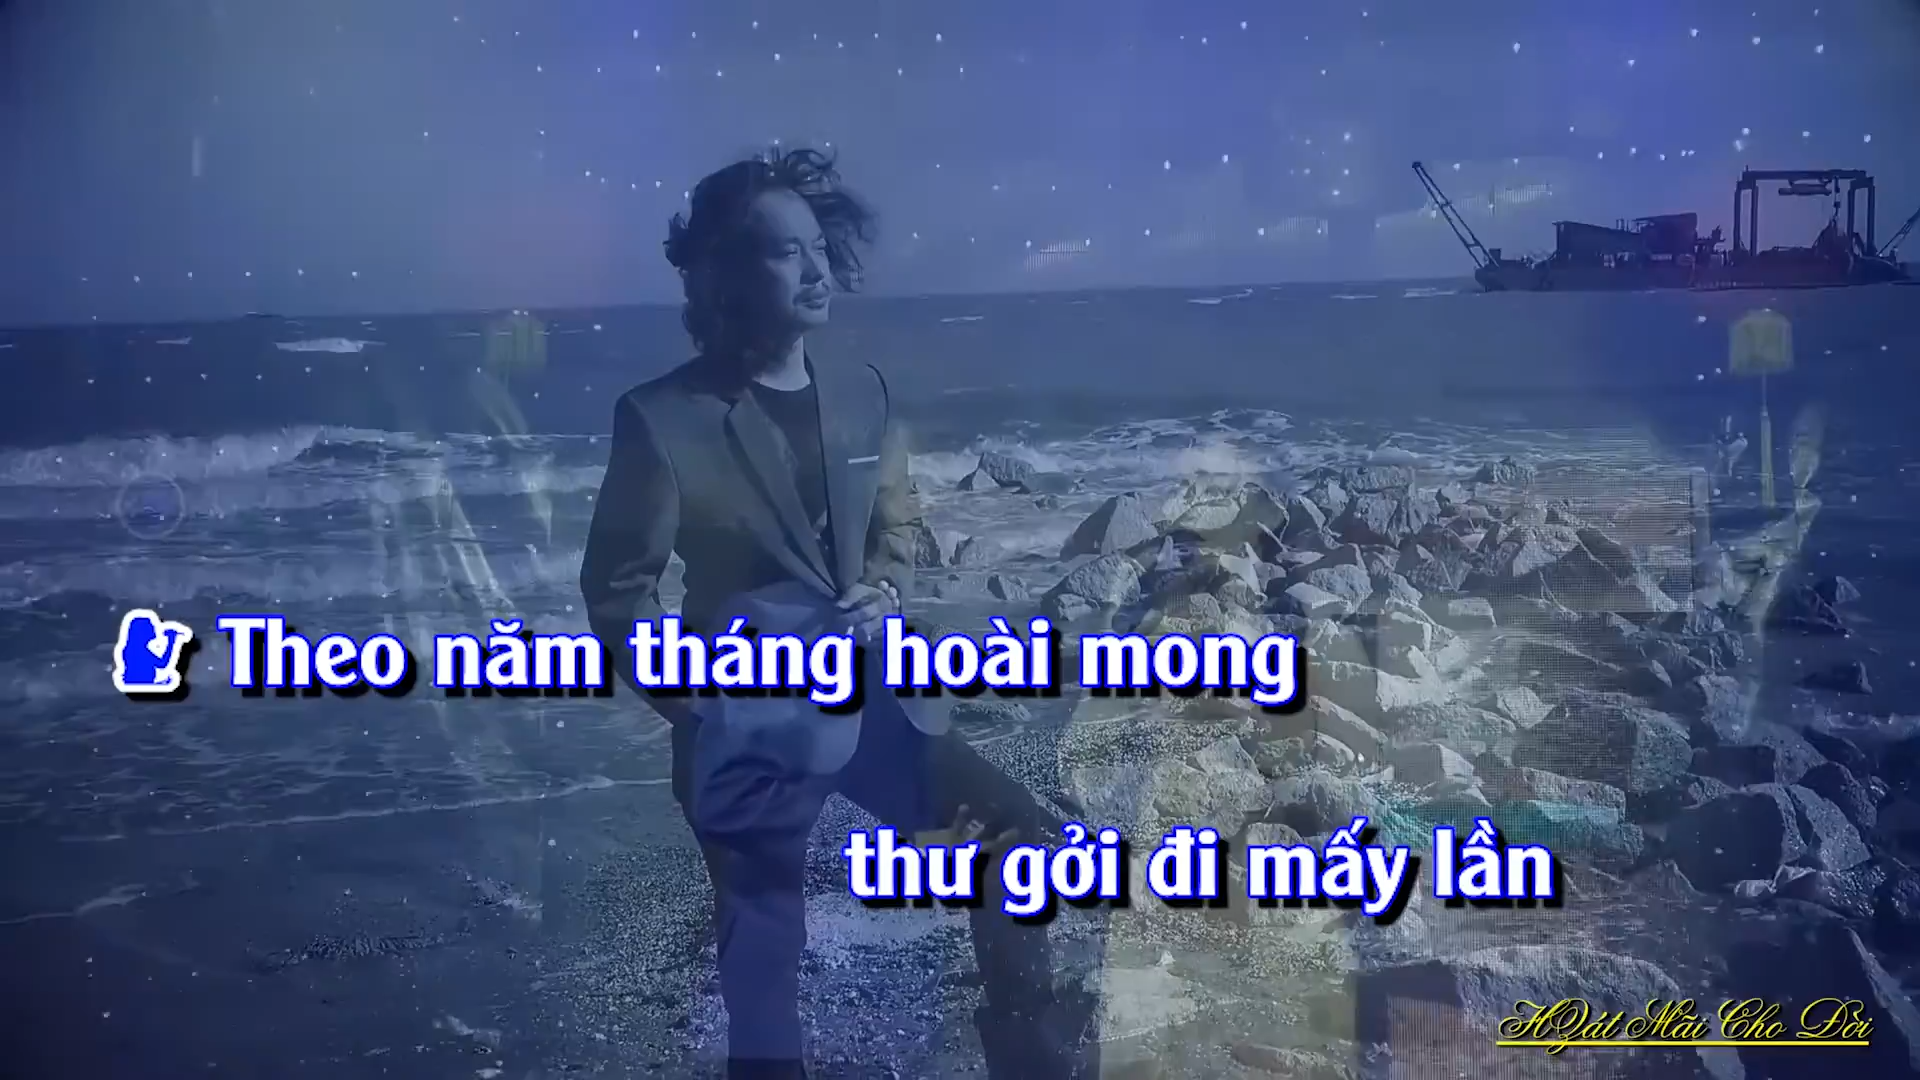 Theo năm tháng hoài mong
thư gởi đi mấy lần
Hát Mãi Cho Đời